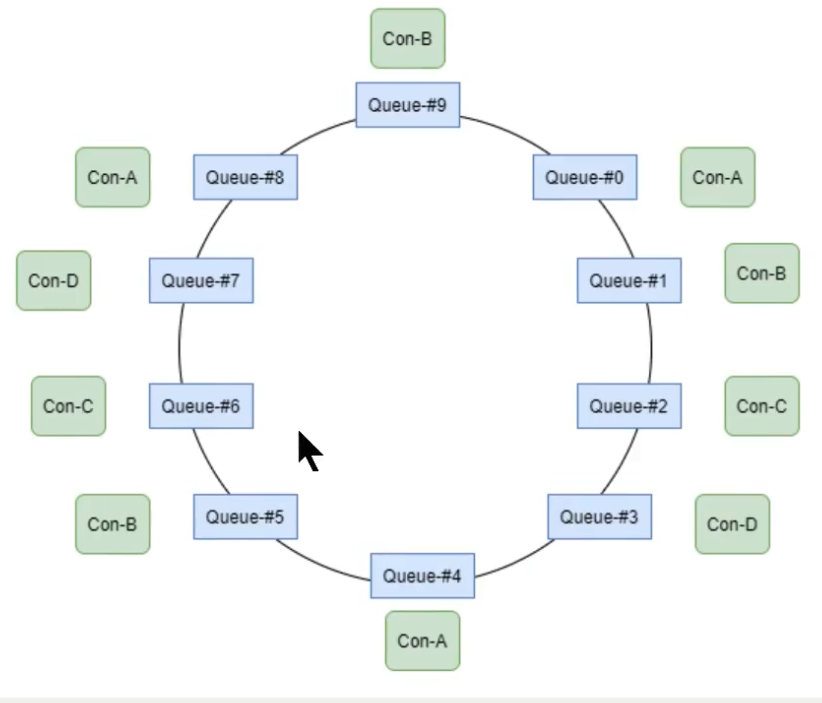 Con-B
Queue-#9
Con-A
Queue-#8
Queue-#0
Con-A
Con-D
Queue-#7
Queue-#1
Con-B
Con-C
Queue-#6
Queue-#2
Con-C
Con-B
Queue-#5
Queue-#3
Con-D
Queue-#4
Con-A